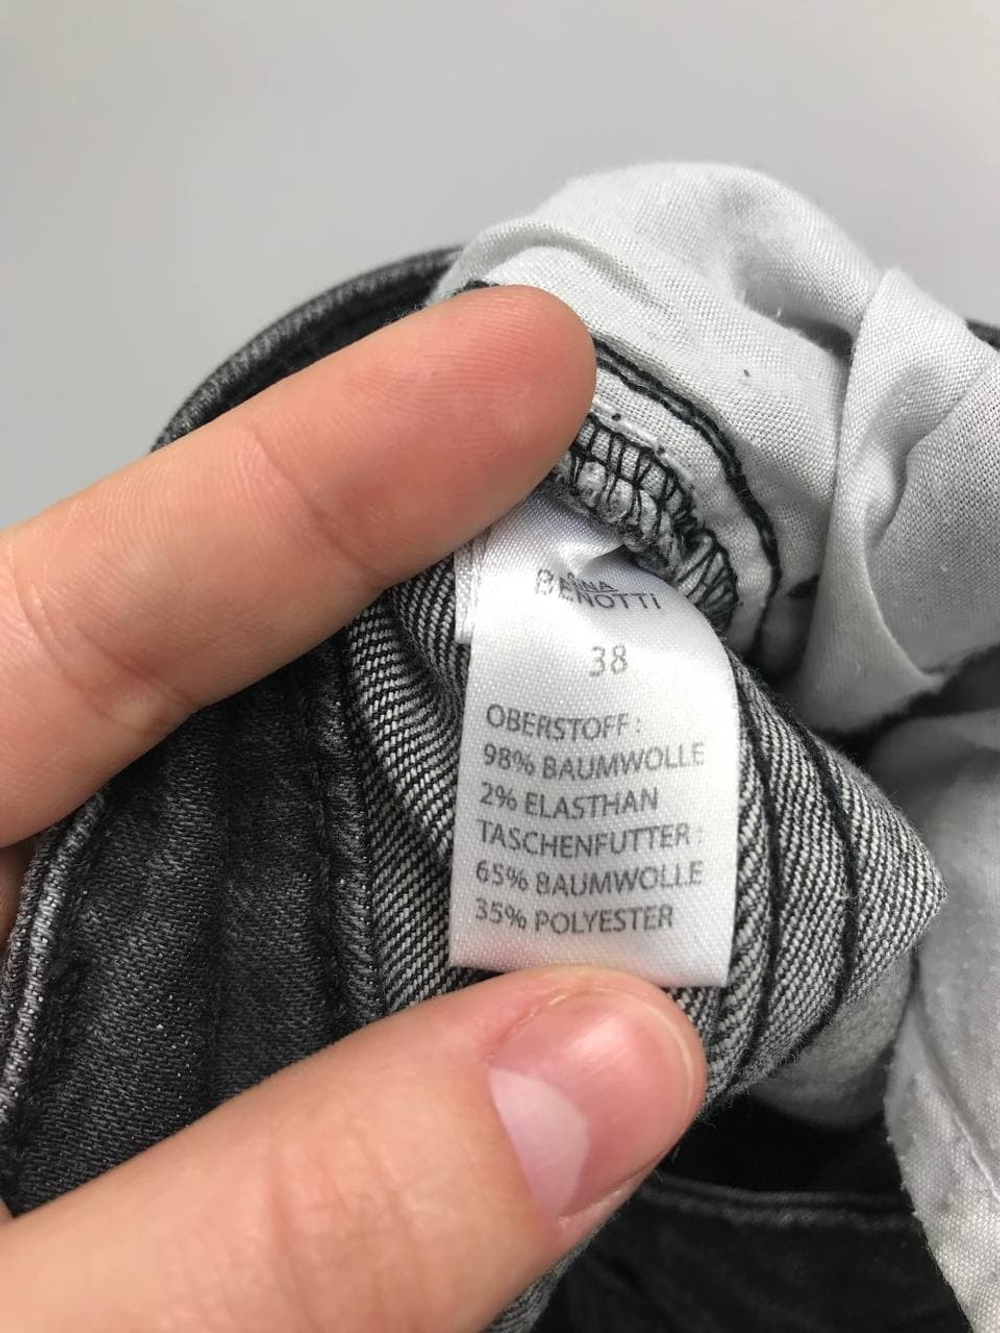 BENOTTi
38
OBERSTOFF:
98% BAUMWOLLE
2% ELASTHAN
TASCHENFUTTER:
65% BAUMWOLLE
35% POLYESTER